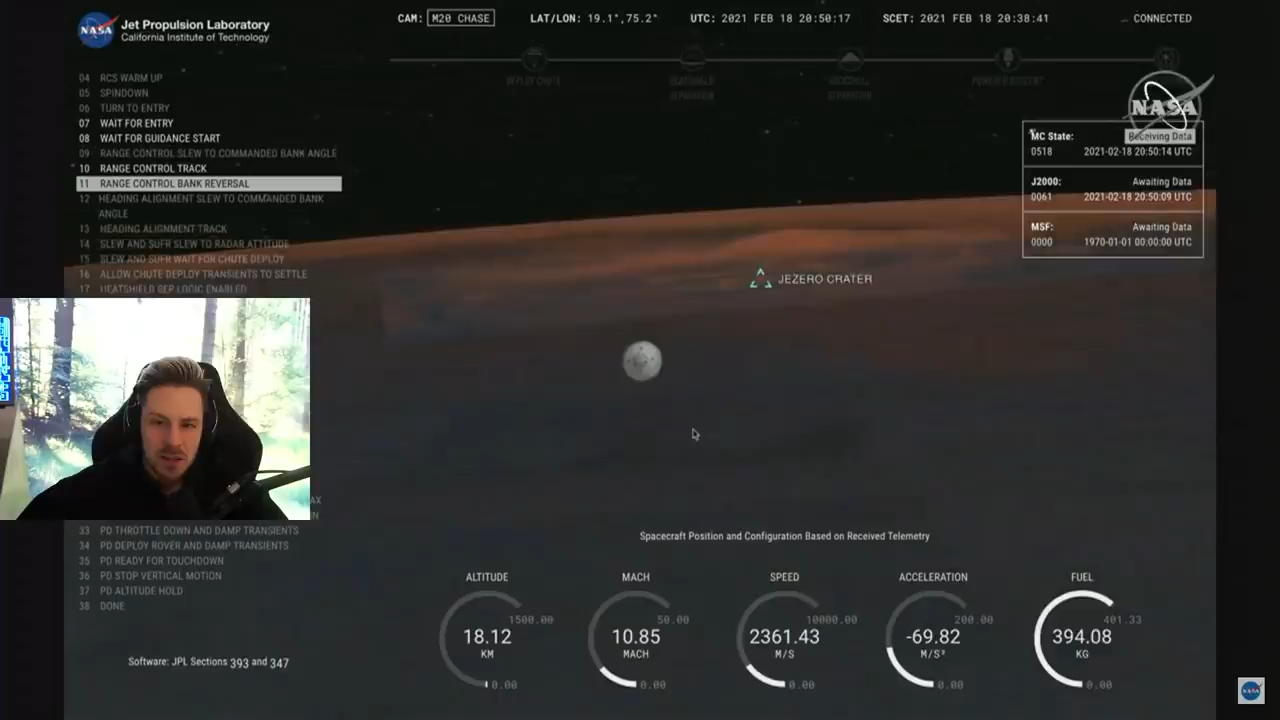 Jet Propulsion Laboratory
California Institute of Technology
CAM: M20 CHASE LAT/LON: 19.1°,75.2° UTC: 2021 FEB 18 20:50:17 SCET: 2021 FEB 18 20:38:41 CONNECTED
NASA
DEPLOY CHUTE HEATSHIELD SEPARATION BACKSHELL SEPARATION POWERED DESCENT
NASA
04 RCS WARM UP
05 SPINDOWN
06 TURN TO ENTRY
07 WAIT FOR ENTRY
08 WAIT FOR GUIDANCE START
09 RANGE CONTROL SLEW TO COMMANDED BANK ANGLE
10 RANGE CONTROL TRACK
11 RANGE CONTROL BANK REVERSAL
12 HEADING ALIGNMENT SLEW TO COMMANDED BANK
ANGLE
13 HEADING ALIGNMENT TRACK
14 SLEW AND SUFR SLEW TO RADAR ATTITUDE
15 SLEW AND SUFR WAIT FOR CHUTE DEPLOY
16 ALLOW CHUTE DEPLOY TRANSIENTS TO SETTLE
17 HEATSHIELD SEP LOGIC ENABLED
MC State: Receiving Data
0518 2021-02-18 20:50:14 UTC
J2000: Awaiting Data
0061 2021-02-18 20:50:09 UTC
MSF: Awaiting Data
0000 1970-01-01 00:00:00 UTC
JEZERO CRATER
33 PD THROTTLE DOWN AND DAMP TRANSIENTS
34 PD DEPLOY ROVER AND DAMP TRANSIENTS
35 PD READY FOR TOUCHDOWN
36 PD STOP VERTICAL MOTION
37 PD ALTITUDE HOLD
38 DONE
Software: JPL Sections 393 and 347
Spacecraft Position and Configuration Based on Received Telemetry
ALTITUDE MACH SPEED ACCELERATION FUEL
1500.00 50.00 10000.00 200.00 401.33
18.12 10.85 2361.43 -69.82 394.08
KM MACH M/S M/S² KG
0.00 0.00 0.00 0.00 0.00
NASA